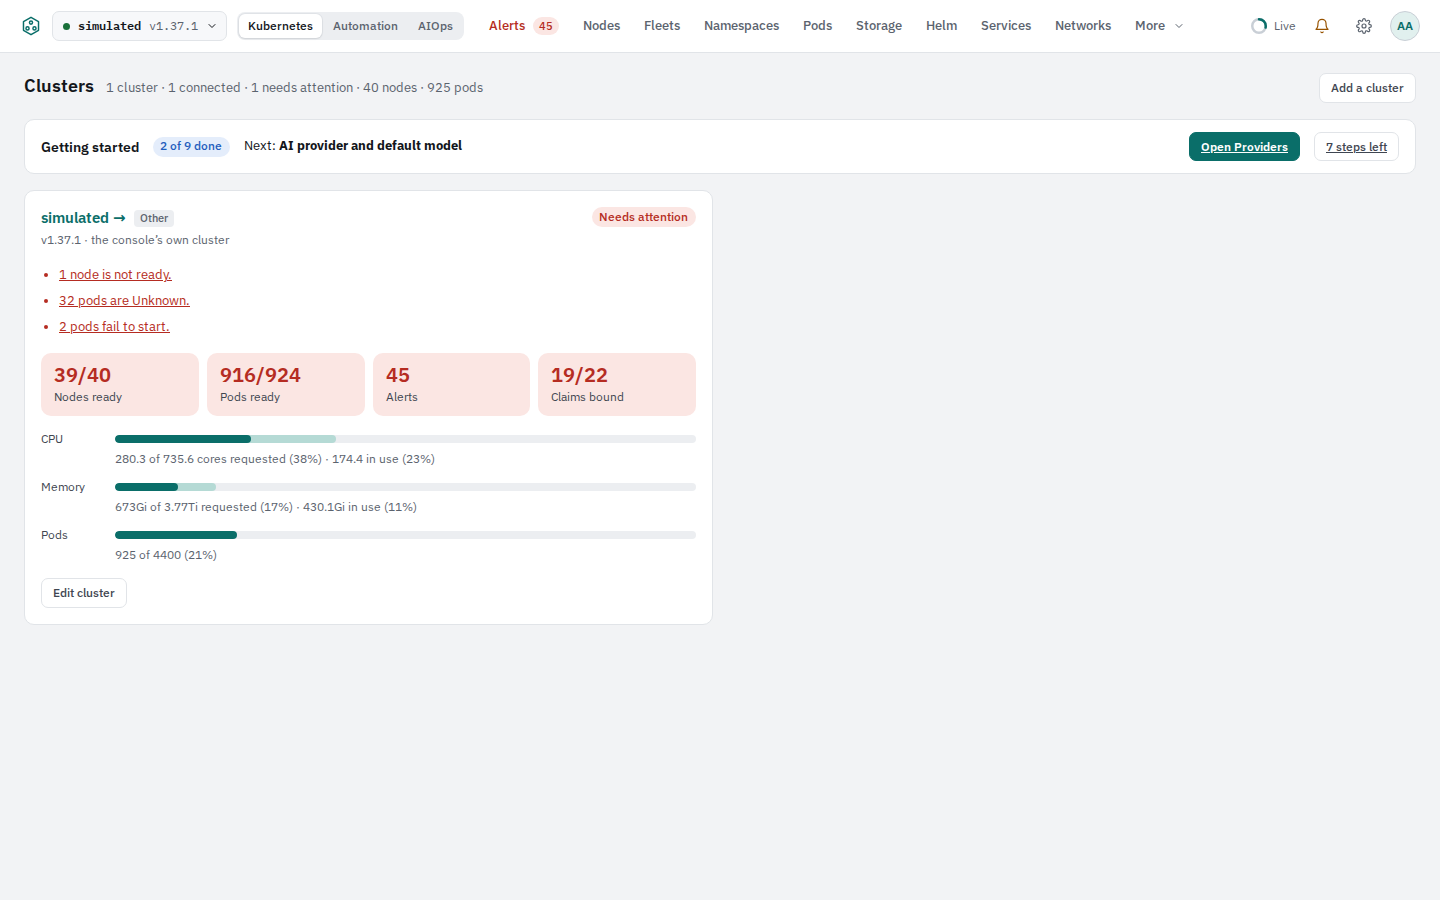 simulated v1.37.1
Kubernetes Automation AIOps
Alerts 45 Nodes Fleets Namespaces Pods Storage Helm Services Networks More
Live
AA
Clusters 1 cluster · 1 connected · 1 needs attention · 40 nodes · 925 pods
Add a cluster
Getting started 2 of 9 done Next: AI provider and default model
Open Providers 7 steps left
simulated → Other
Needs attention
v1.37.1 · the console’s own cluster
• 1 node is not ready.
• 32 pods are Unknown.
• 2 pods fail to start.
39/40 916/924 45 19/22
Nodes ready Pods ready Alerts Claims bound
CPU
280.3 of 735.6 cores requested (38%) · 174.4 in use (23%)
Memory
673Gi of 3.77Ti requested (17%) · 430.1Gi in use (11%)
Pods
925 of 4400 (21%)
Edit cluster